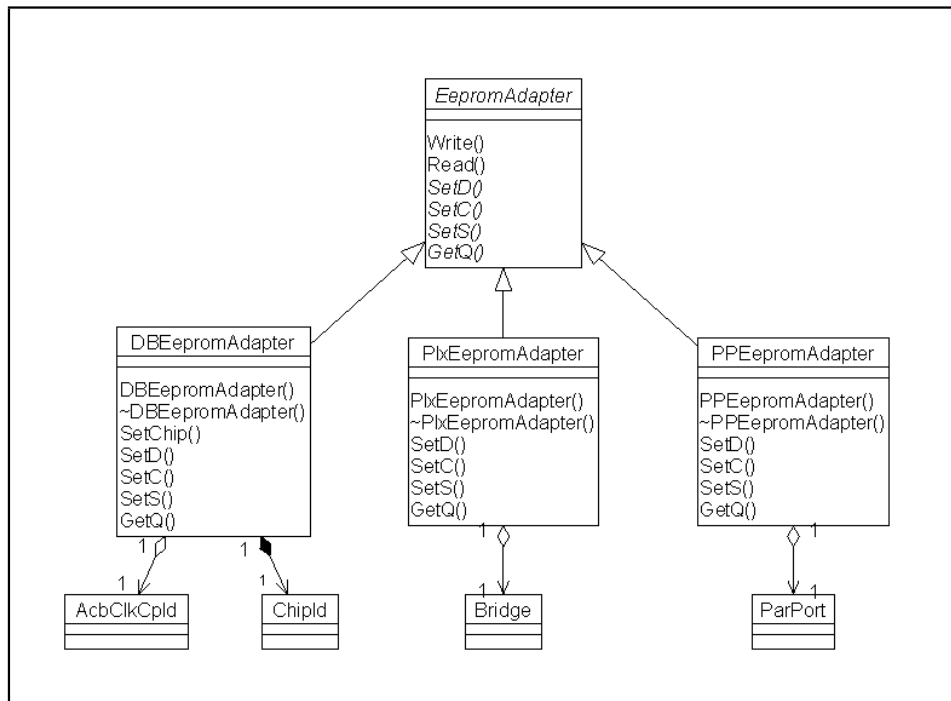 EepromAdapter
Write()
Read()
SetD()
SetC()
SetS()
GetQ()
DBEepromAdapter
DBEepromAdapter()
~DBEepromAdapter()
SetChip()
SetD()
SetC()
SetS()
GetQ()
PlxEepromAdapter
PlxEepromAdapter()
~PlxEepromAdapter()
SetD()
SetC()
SetS()
GetQ()
PPEepromAdapter
PPEepromAdapter()
~PPEepromAdapter()
SetD()
SetC()
SetS()
GetQ()
1
1
1
1
1
1
1
1
AcbClkCpld
ChipId
Bridge
ParPort